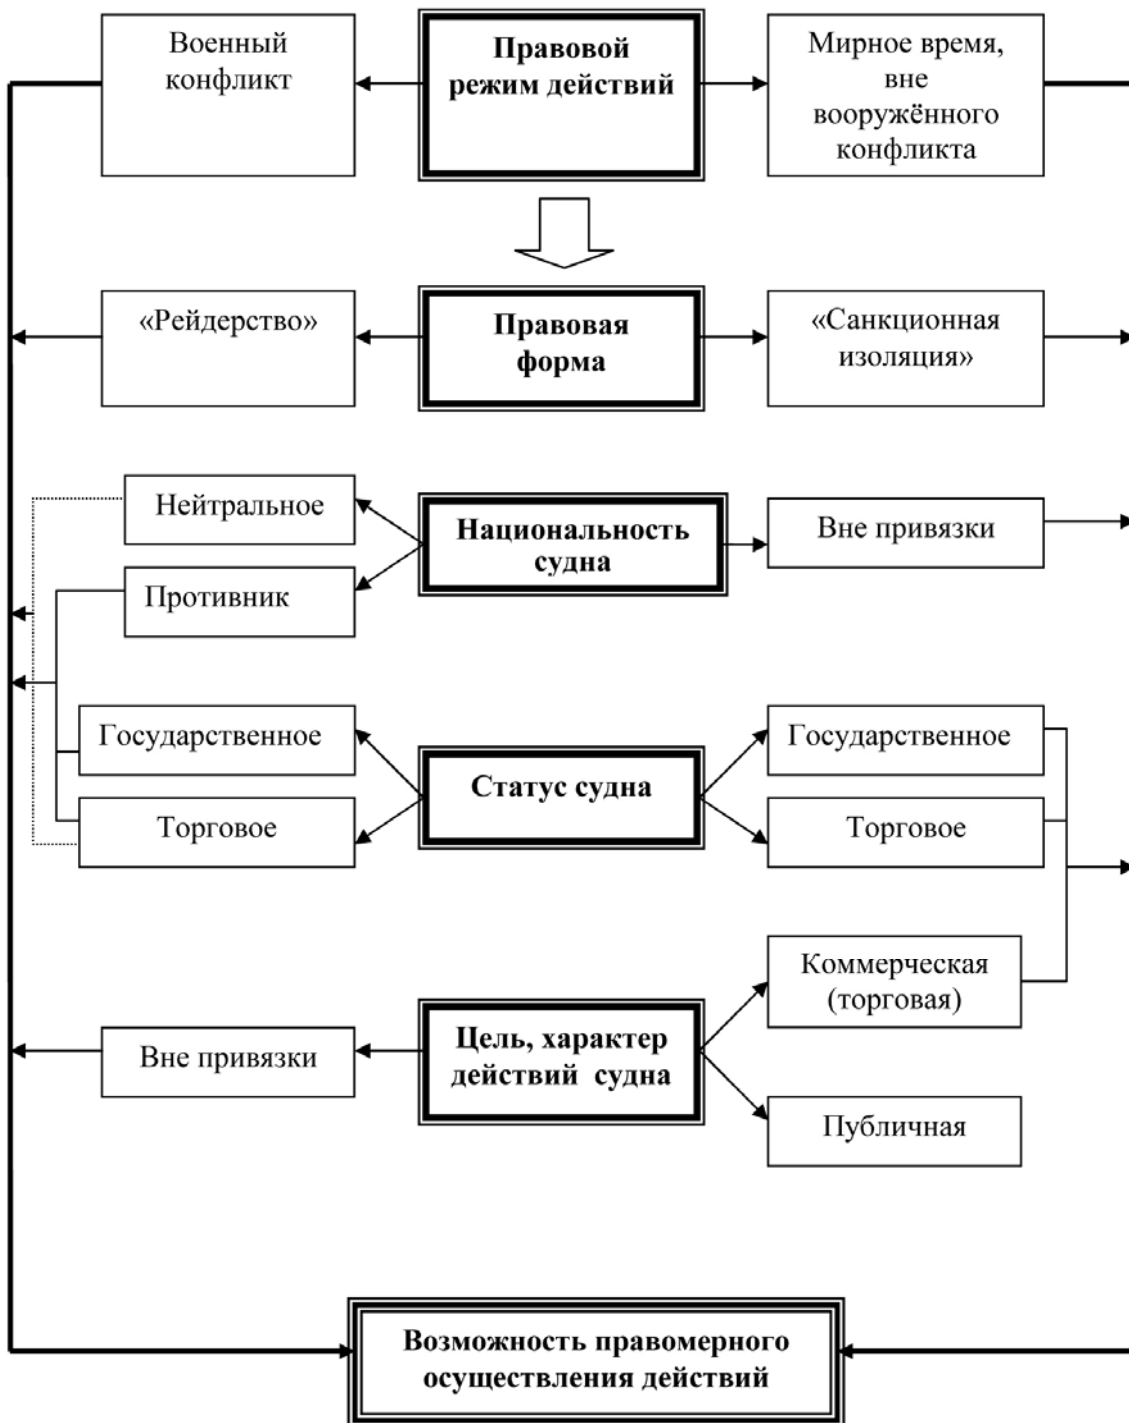 Военный
конфликт
Правовой
режим действий
Мирное время,
вне
вооружённого
конфликта
«Рейдерство»
Правовая
форма
«Санкционная
изоляция»
Нейтральное
Противник
Национальность
судна
Вне привязки
Государственное
Торговое
Статус судна
Государственное
Торговое
Вне привязки
Цель, характер
действий судна
Коммерческая
(торговая)
Публичная
Возможность правомерного
осуществления действий